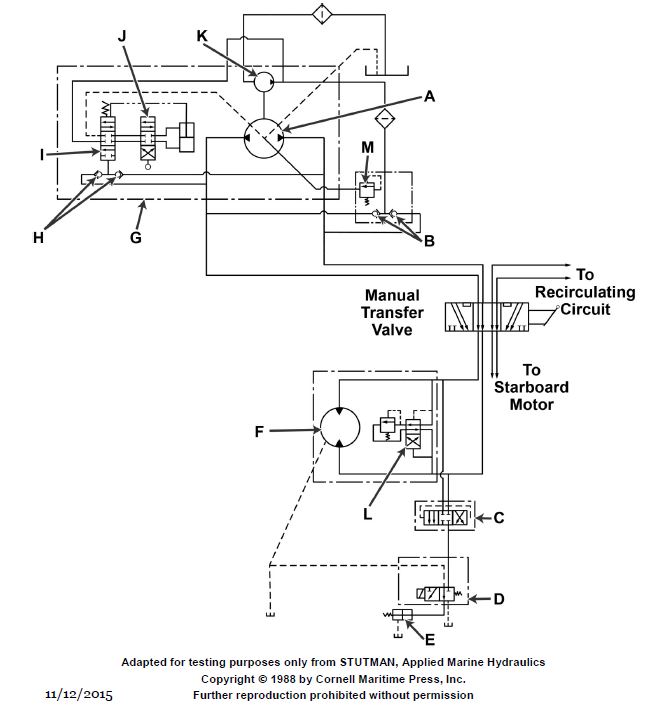 J
K
A
I
M
H
G
B
To
Recirculating
Circuit
Manual
Transfer
Valve
To
Starboard
Motor
F
L
C
D
E
Adapted for testing purposes only from STUTMAN, Applied Marine Hydraulics
Copyright © 1988 by Cornell Maritime Press, Inc.
11/12/2015
Further reproduction prohibited without permission